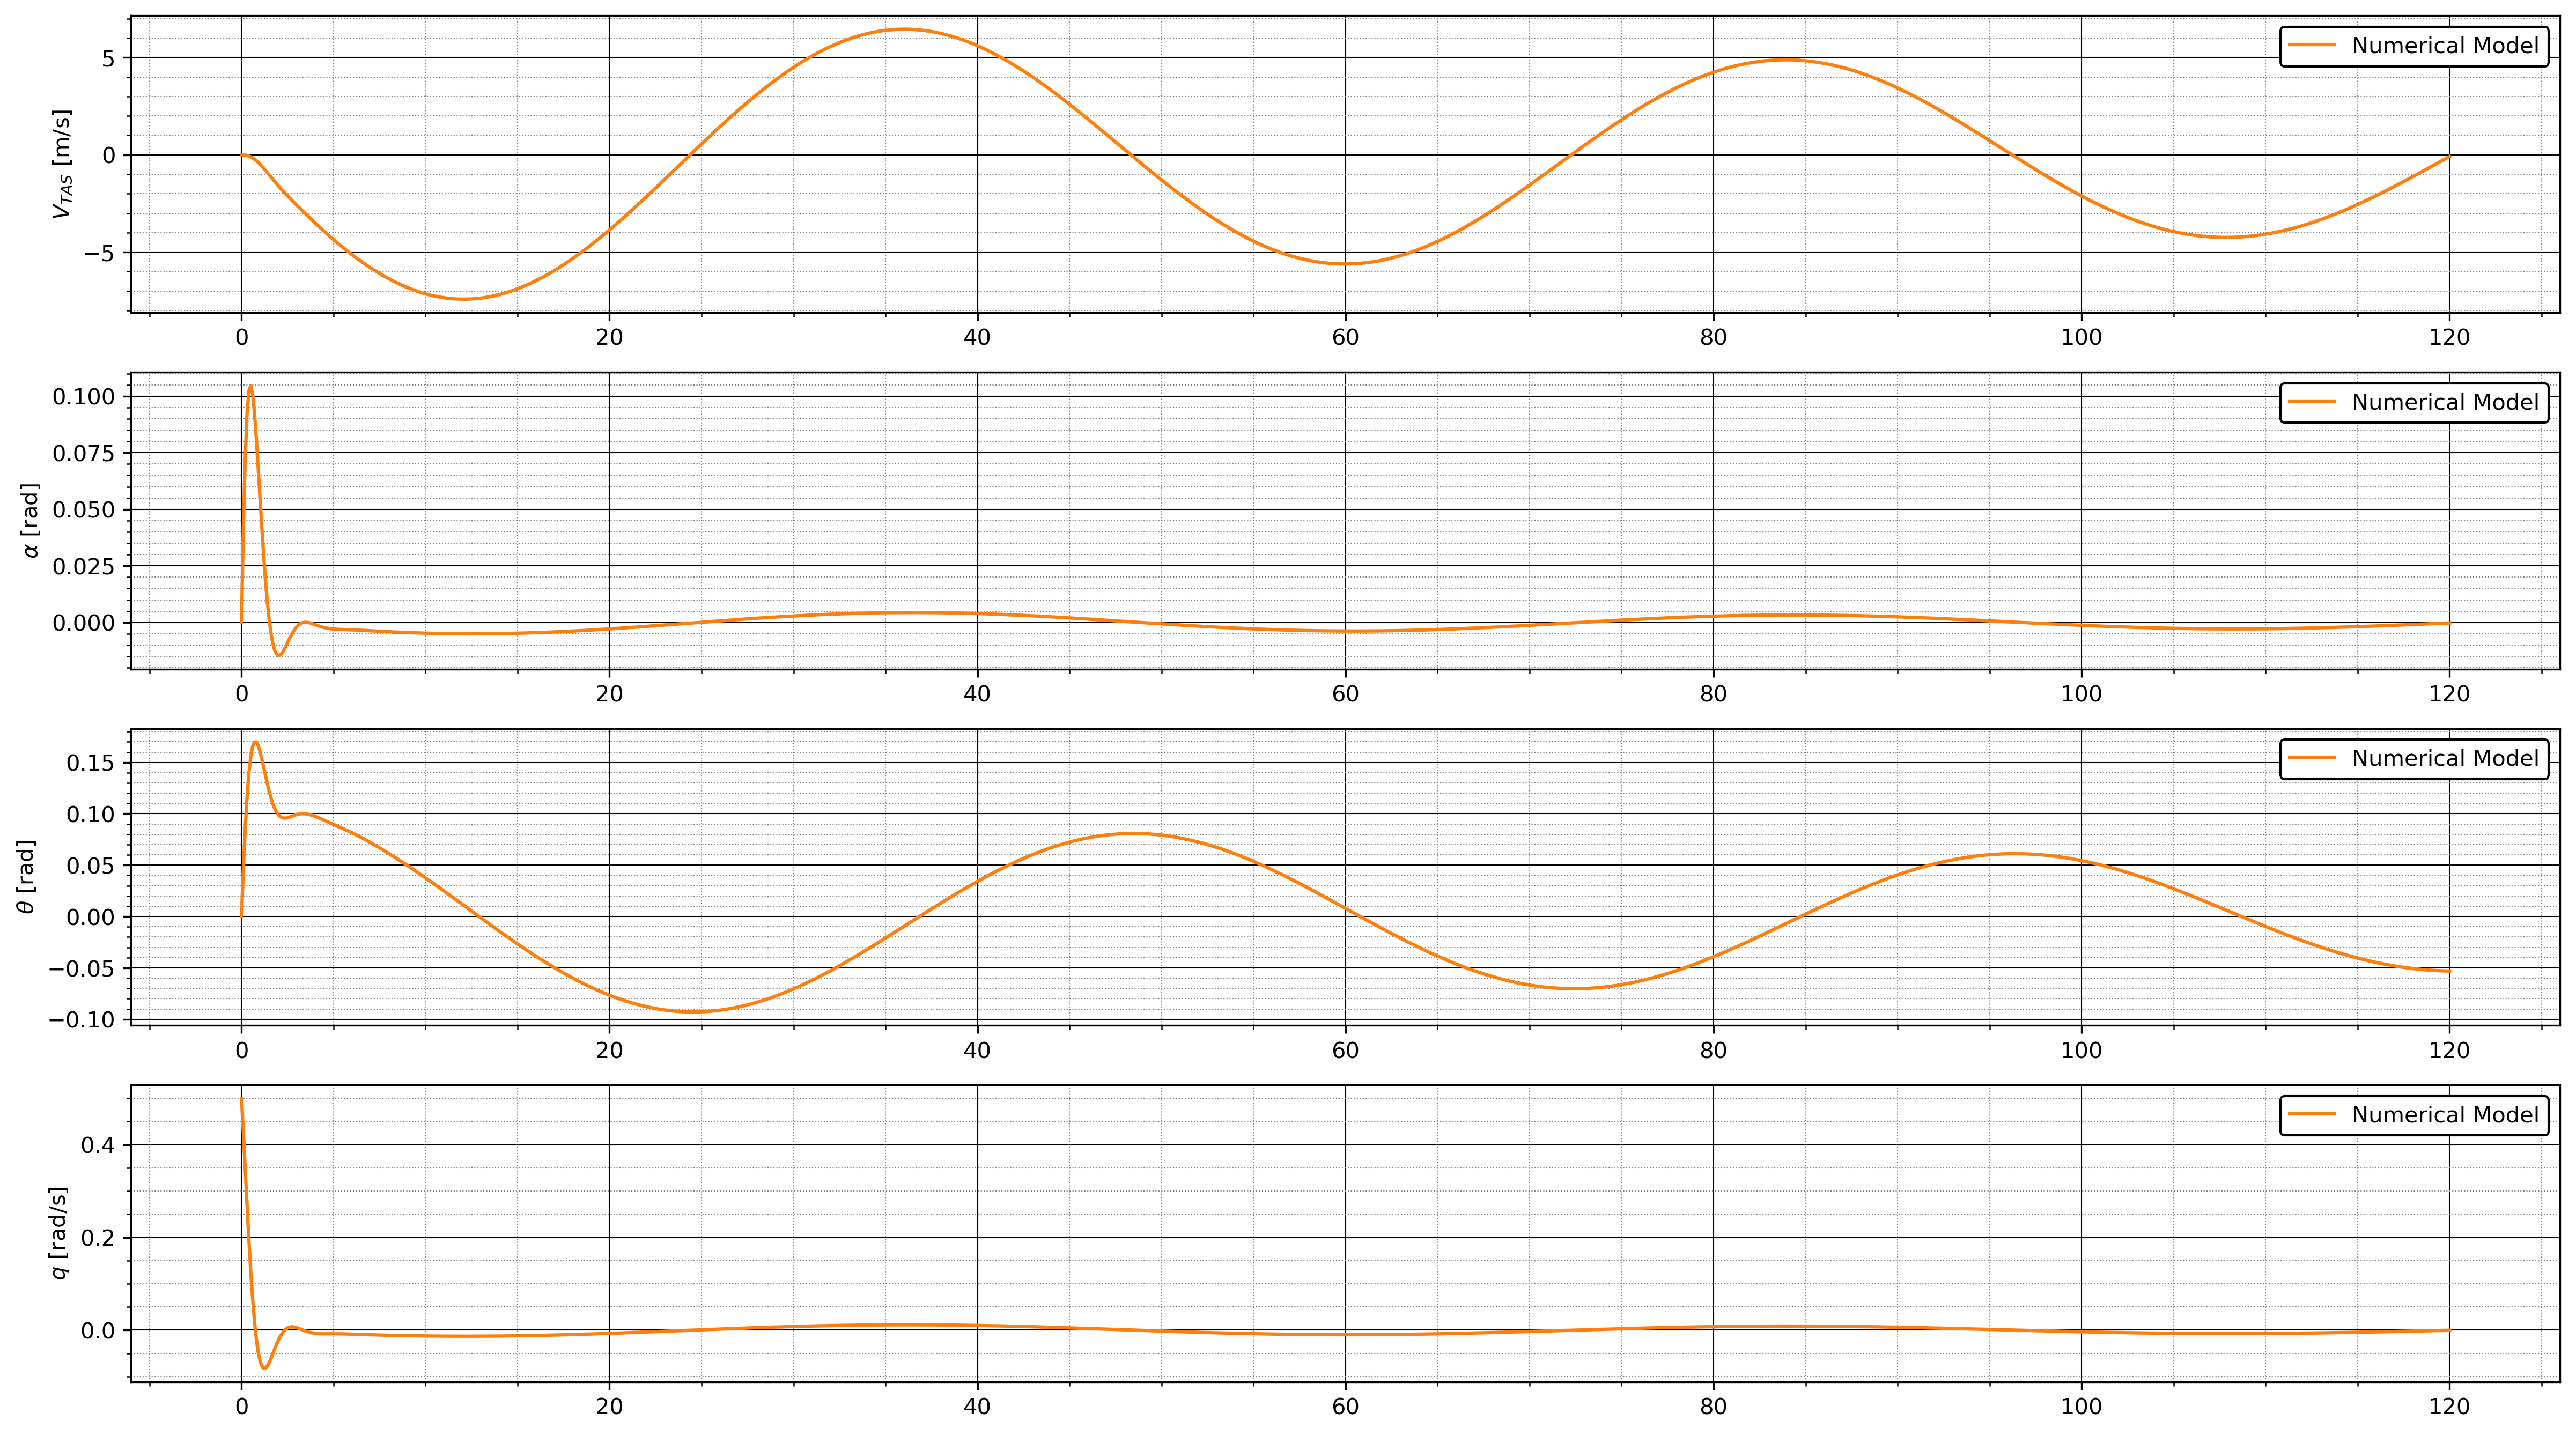 V_TAS [m/s]
5
0
−5
Numerical Model
0 20 40 60 80 100 120
α [rad]
0.100
0.075
0.050
0.025
0.000
Numerical Model
0 20 40 60 80 100 120
θ [rad]
0.15
0.10
0.05
0.00
−0.05
−0.10
Numerical Model
0 20 40 60 80 100 120
q [rad/s]
0.4
0.2
0.0
Numerical Model
0 20 40 60 80 100 120